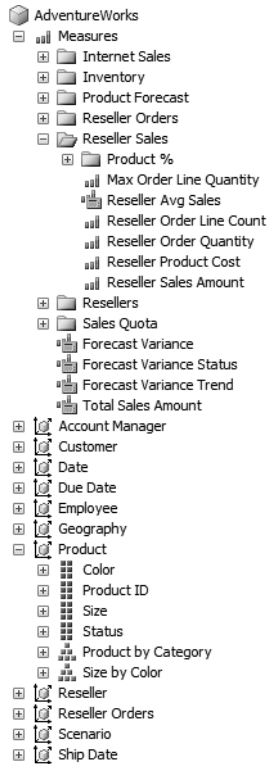 AdventureWorks
Measures
Internet Sales
Inventory
Product Forecast
Reseller Orders
Reseller Sales
Product %
Max Order Line Quantity
Reseller Avg Sales
Reseller Order Line Count
Reseller Order Quantity
Reseller Product Cost
Reseller Sales Amount
Resellers
Sales Quota
Forecast Variance
Forecast Variance Status
Forecast Variance Trend
Total Sales Amount
Account Manager
Customer
Date
Due Date
Employee
Geography
Product
Color
Product ID
Size
Status
Product by Category
Size by Color
Reseller
Reseller Orders
Scenario
Ship Date